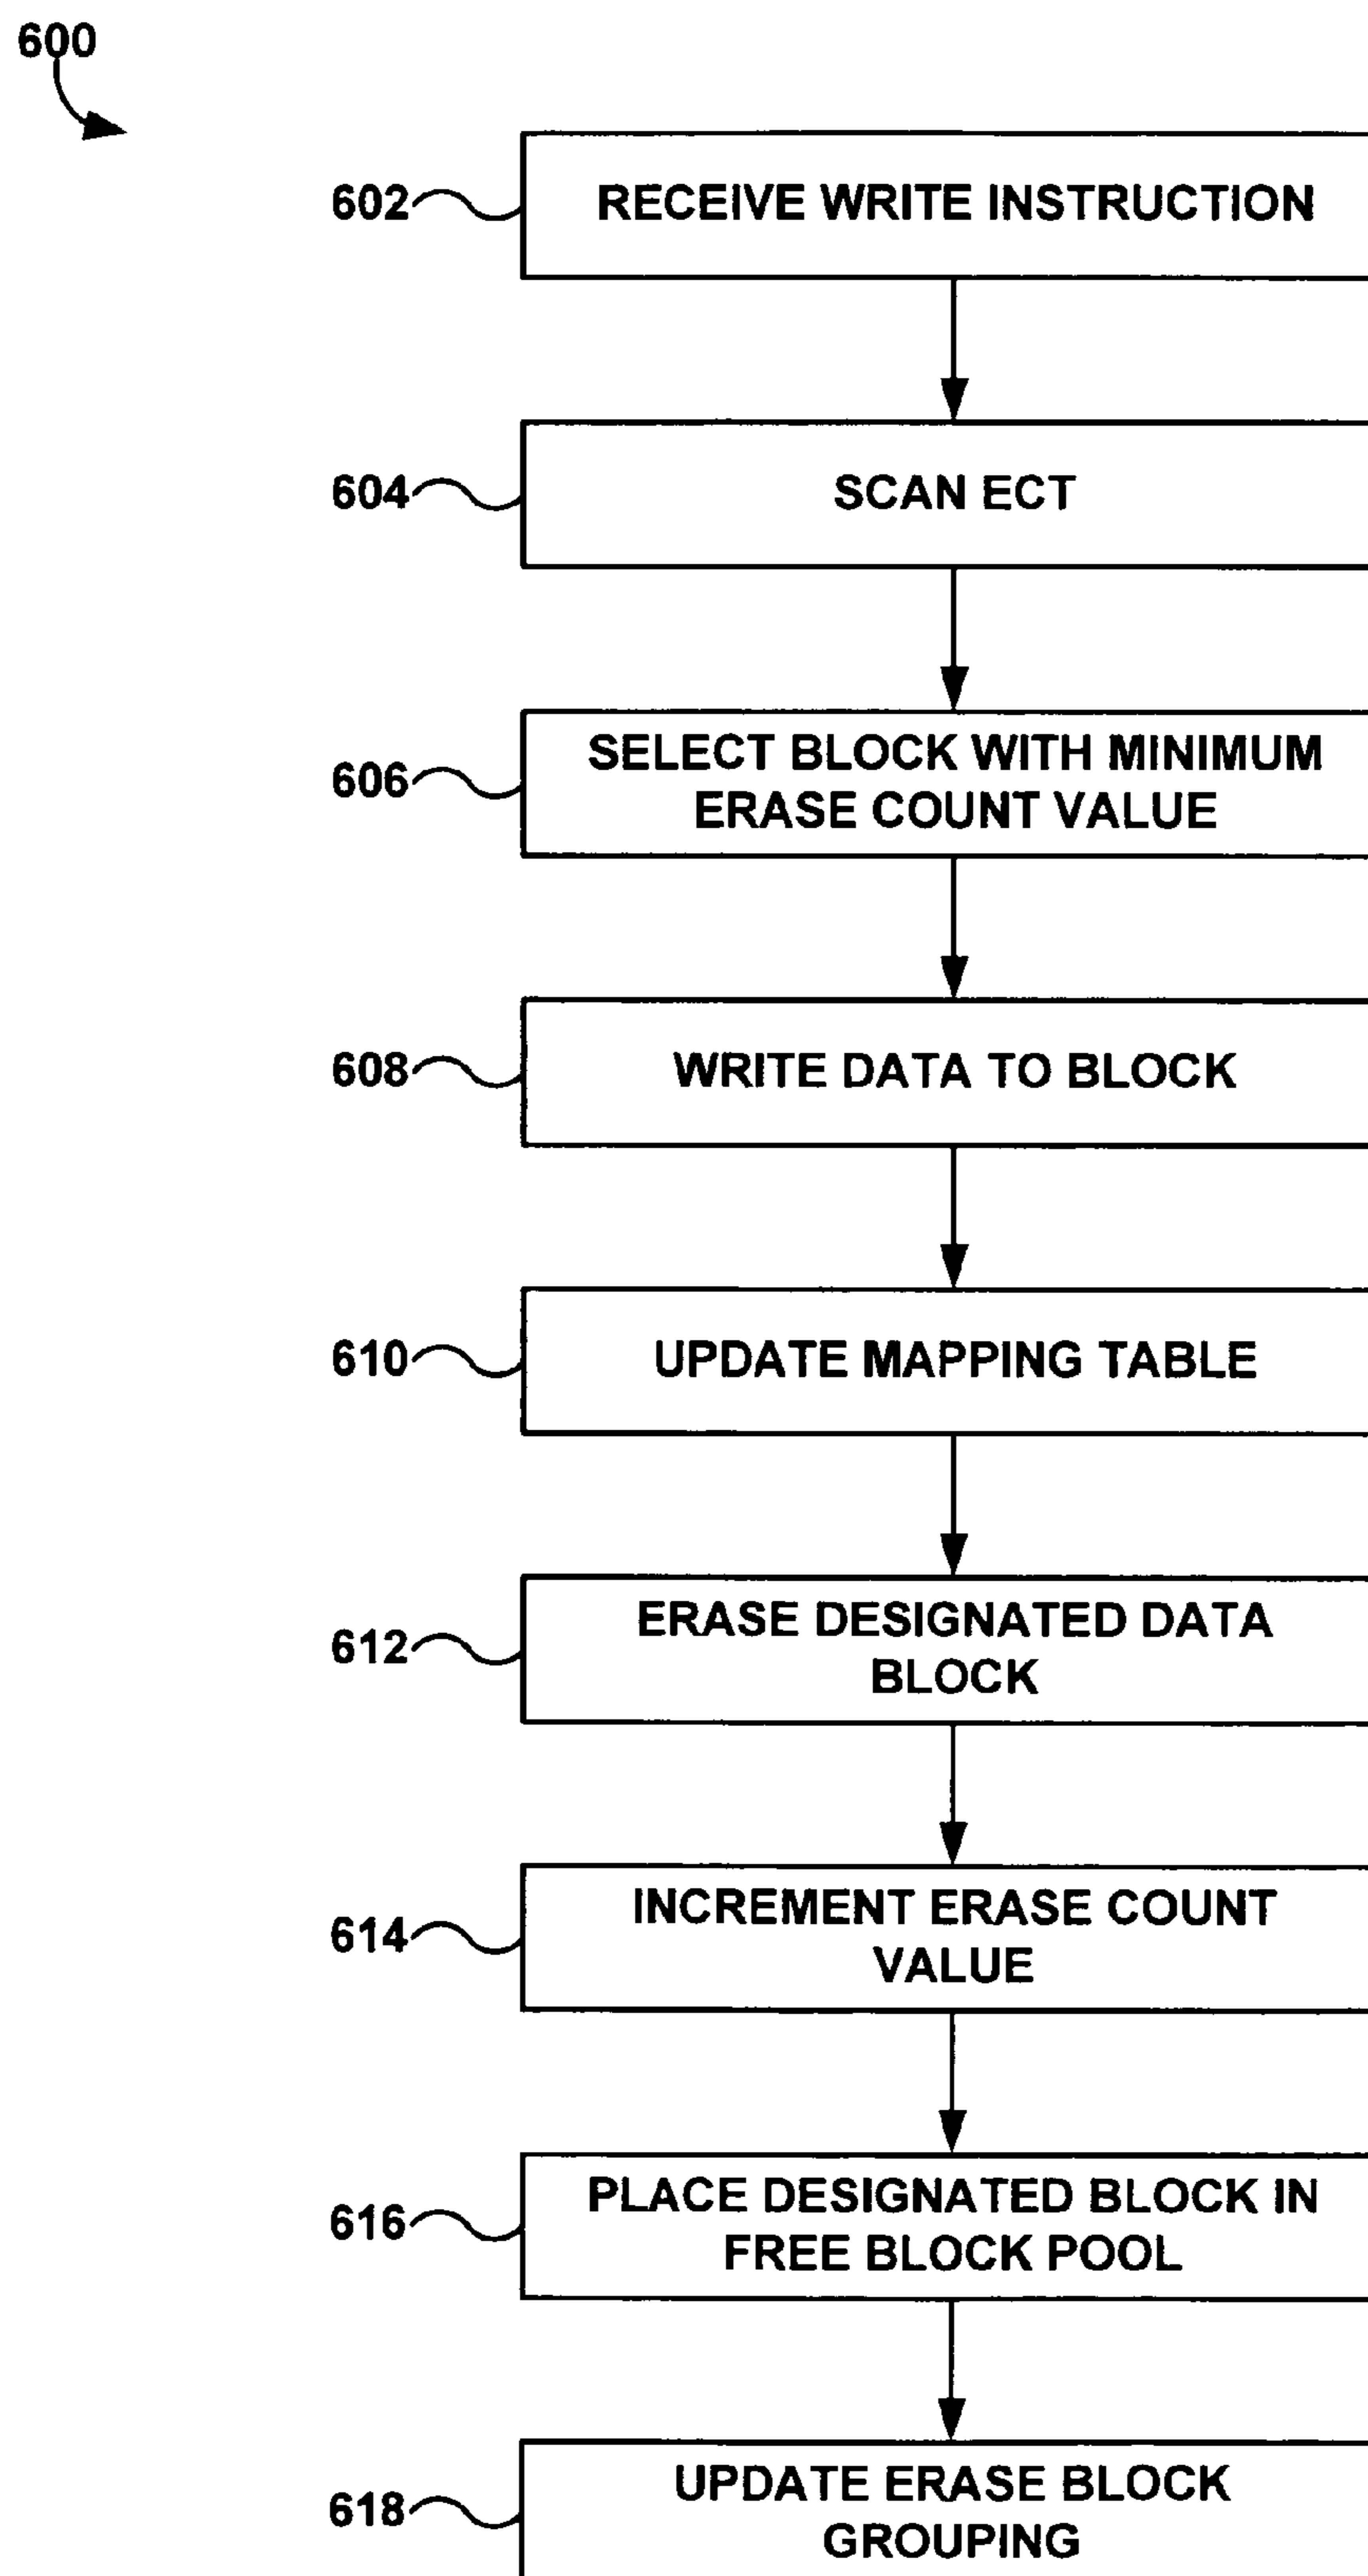 600
602 RECEIVE WRITE INSTRUCTION
604 SCAN ECT
606 SELECT BLOCK WITH MINIMUM
ERASE COUNT VALUE
608 WRITE DATA TO BLOCK
610 UPDATE MAPPING TABLE
612 ERASE DESIGNATED DATA
BLOCK
614 INCREMENT ERASE COUNT
VALUE
616 PLACE DESIGNATED BLOCK IN
FREE BLOCK POOL
618 UPDATE ERASE BLOCK
GROUPING